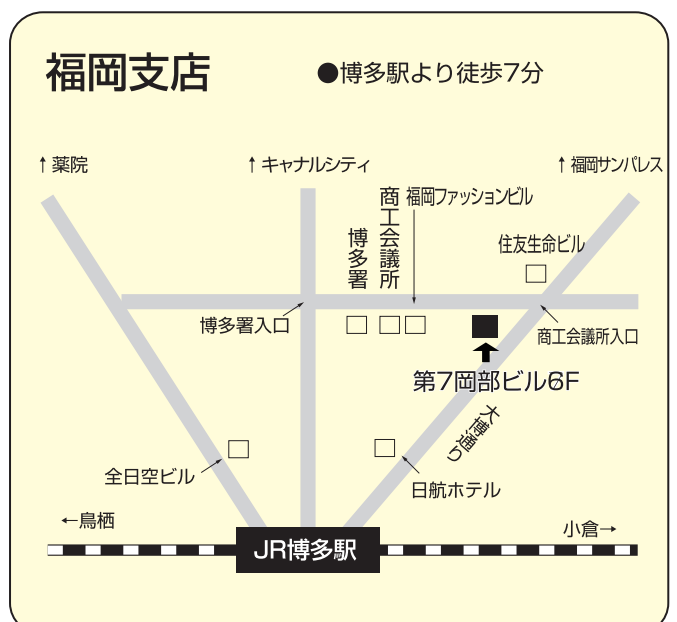 福岡支店
●博多駅より徒歩7分
↑薬院
↑キャナルシティ
↑福岡サンパレス
商工会議所
福岡ファッションビル
博多署
住友生命ビル
博多署入口
商工会議所入口
第7岡部ビル6F
大博通り
全日空ビル
日航ホテル
←鳥栖
小倉→
JR博多駅